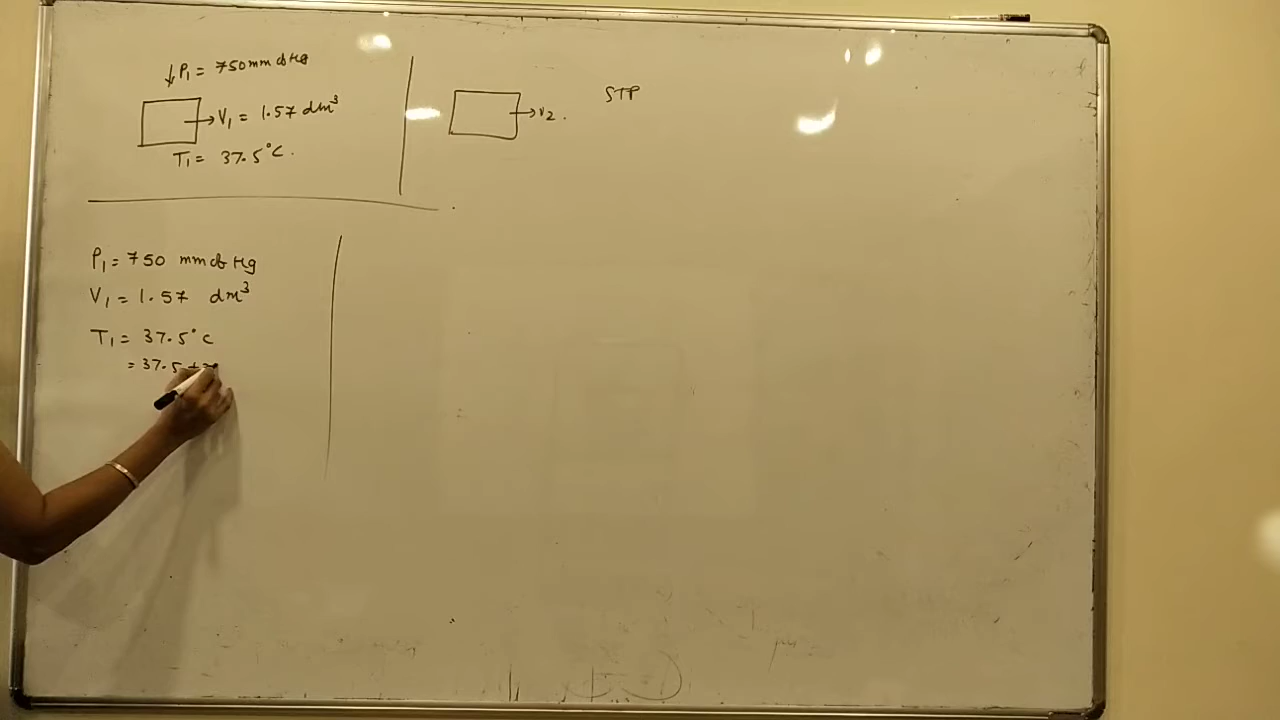 P₁ = 750 mm of Hg
V₁ = 1.57 dm³
T₁ = 37.5°C.
V₂.
STP
P₁ = 750 mm of Hg
V₁ = 1.57 dm³
T₁ = 37.5°C
= 37.5 +